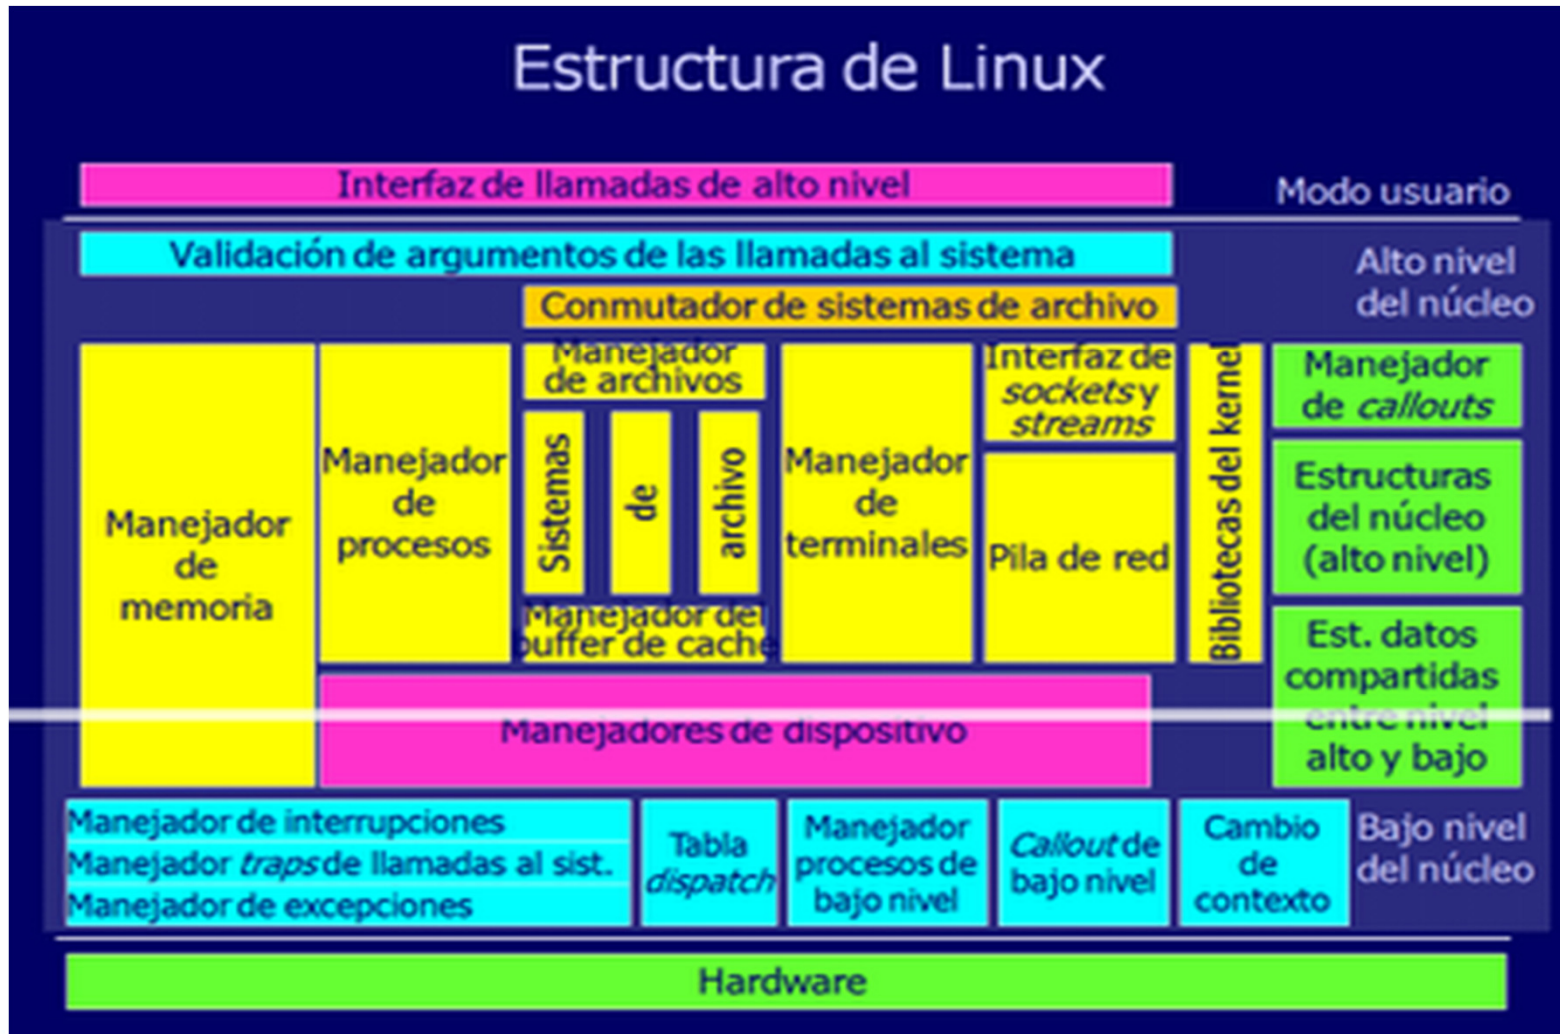 Estructura de Linux
Interfaz de llamadas de alto nivel
Modo usuario
Validación de argumentos de las llamadas al sistema
Alto nivel
del núcleo
Conmutador de sistemas de archivo
Manejador
de
memoria
Manejador
de
procesos
Manejador
de archivos
Sistemas
de
archivo
Manejador del
buffer de cache
Manejador
de
terminales
Interfaz de
sockets y
streams
Pila de red
Bibliotecas del kernel
Manejador
de callouts
Estructuras
del núcleo
(alto nivel)
Est. datos
compartidas
entre nivel
alto y bajo
Manejadores de dispositivo
Manejador de interrupciones
Manejador traps de llamadas al sist.
Manejador de excepciones
Tabla
dispatch
Manejador
procesos de
bajo nivel
Callout de
bajo nivel
Cambio
de
contexto
Bajo nivel
del núcleo
Hardware